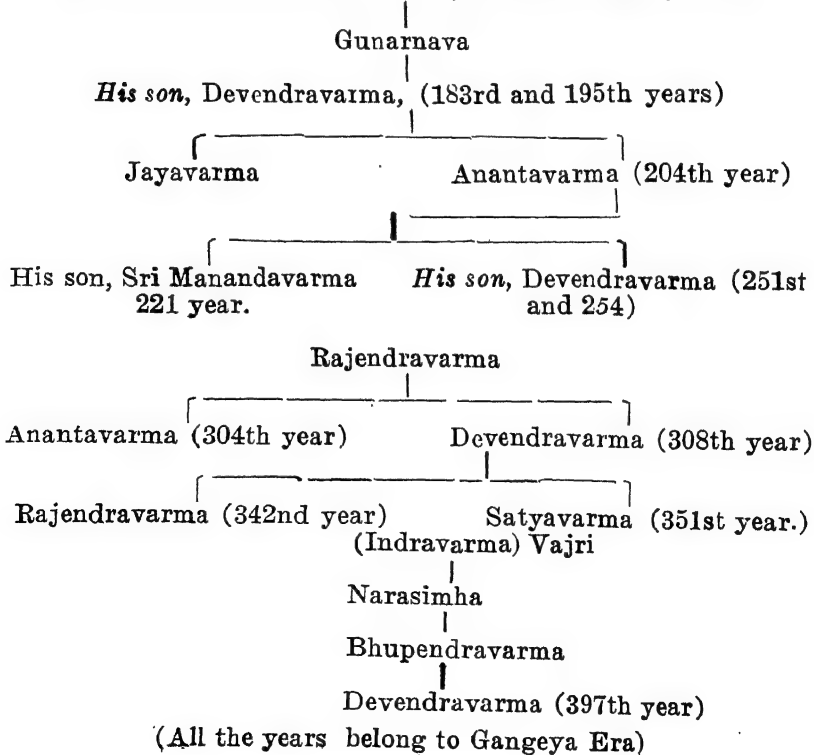 Gunarnava
His son, Devendravarma, (183rd and 195th years)
Jayavarma Anantavarma (204th year)
His son, Sri Manandavarma His son, Devendravarma (251st
221 year. and 254)
Rajendravarma
Anantavarma (304th year) Devendravarma (308th year)
Rajendravarma (342nd year) Satyavarma (351st year.)
(Indravarma) Vajri
Narasimha
Bhupendravarma
Devendravarma (397th year)
(All the years belong to Gangeya Era)